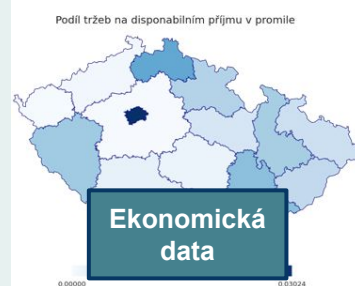 Podíl tržeb na disponabilním příjmu v promile
Ekonomická
data
0.00000 0.03024